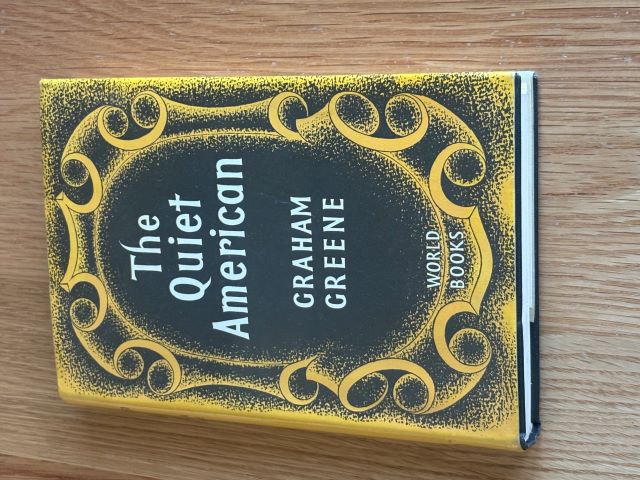 The
Quiet
American
GRAHAM
GREENE
WORLD
BOOKS